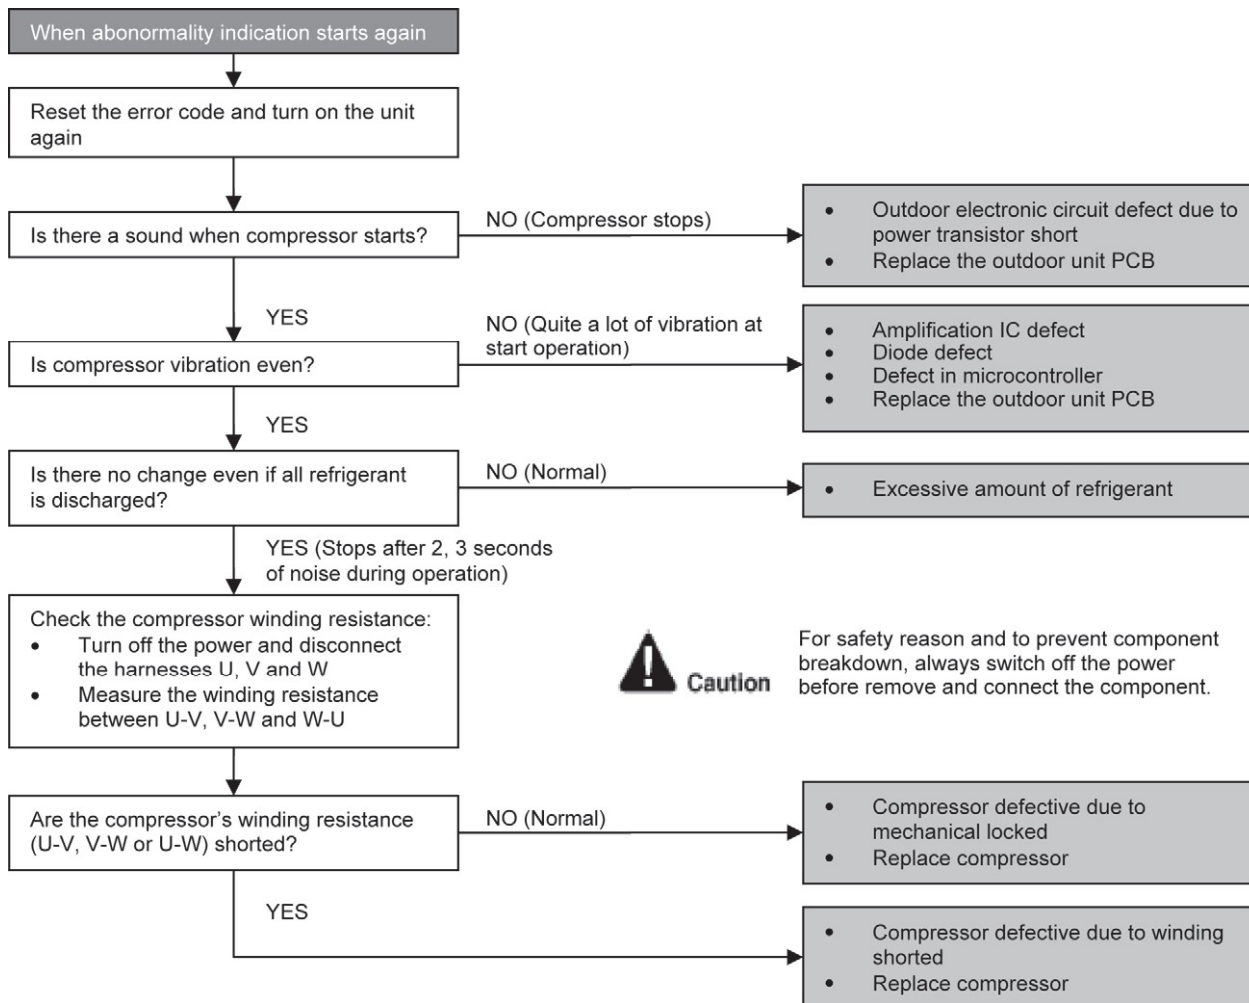 When abonormality indication starts again
Reset the error code and turn on the unit
again
Is there a sound when compressor starts?
NO (Compressor stops)
• Outdoor electronic circuit defect due to
power transistor short
• Replace the outdoor unit PCB
YES
NO (Quite a lot of vibration at
start operation)
Is compressor vibration even?
• Amplification IC defect
• Diode defect
• Defect in microcontroller
• Replace the outdoor unit PCB
YES
Is there no change even if all refrigerant
is discharged?
NO (Normal)
• Excessive amount of refrigerant
YES (Stops after 2, 3 seconds
of noise during operation)
Check the compressor winding resistance:
• Turn off the power and disconnect
the harnesses U, V and W
• Measure the winding resistance
between U-V, V-W and W-U
Caution
For safety reason and to prevent component
breakdown, always switch off the power
before remove and connect the component.
Are the compressor's winding resistance
(U-V, V-W or U-W) shorted?
NO (Normal)
• Compressor defective due to
mechanical locked
• Replace compressor
YES
• Compressor defective due to winding
shorted
• Replace compressor